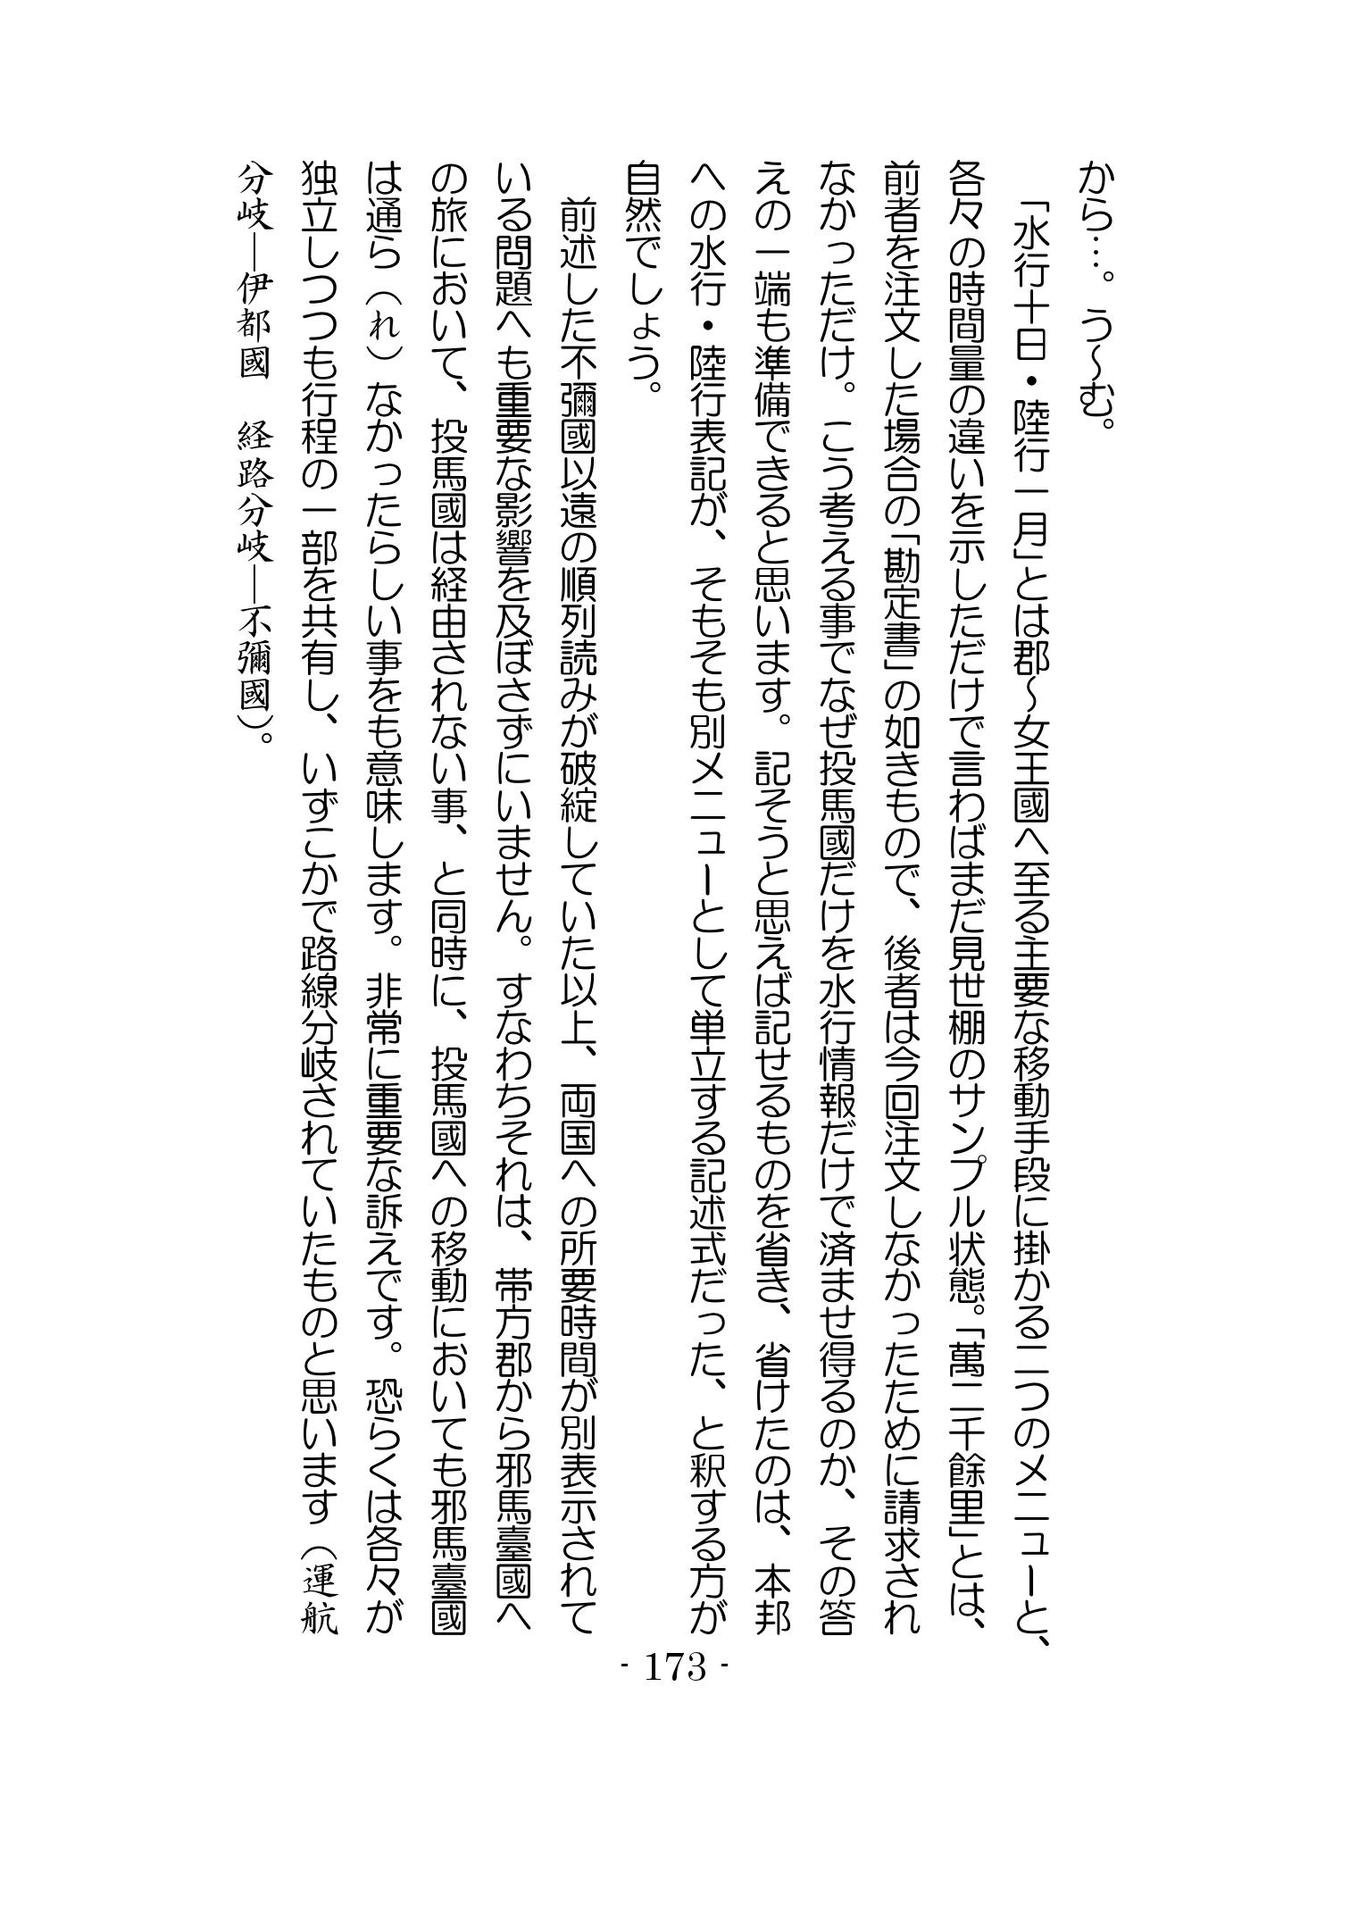 から…。う～む。
「水行十日・陸行一月」とは郡～女王國へ至る主要な移動手段に掛かる二つのメニューと、
各々の時間量の違いを示しただけで言わばまだ見世棚のサンプル状態。「萬二千餘里」とは、
前者を注文した場合の「勘定書」の如きもので、後者は今回注文しなかったために請求され
なかっただけ。こう考える事でなぜ投馬國だけを水行情報だけで済ませ得るのか、その答
えの一端も準備できると思います。記そうと思えば記せるものを省き、省けたのは、本邦
への水行・陸行表記が、そもそも別メニューとして単立する記述式だった、と釈する方が
自然でしょう。
前述した不彌國以遠の順列読みが破綻していた以上、両国への所要時間が別表示されて
いる問題へも重要な影響を及ぼさずにいません。すなわちそれは、帯方郡から邪馬臺國へ
の旅において、投馬國は経由されない事、と同時に、投馬國への移動においても邪馬臺國
は通ら（れ）なかったらしい事をも意味します。非常に重要な訴えです。恐らくは各々が
独立しつつも行程の一部を共有し、いずこかで路線分岐されていたものと思います（運航
分岐―伊都國　経路分岐―不彌國）。
- 173 -